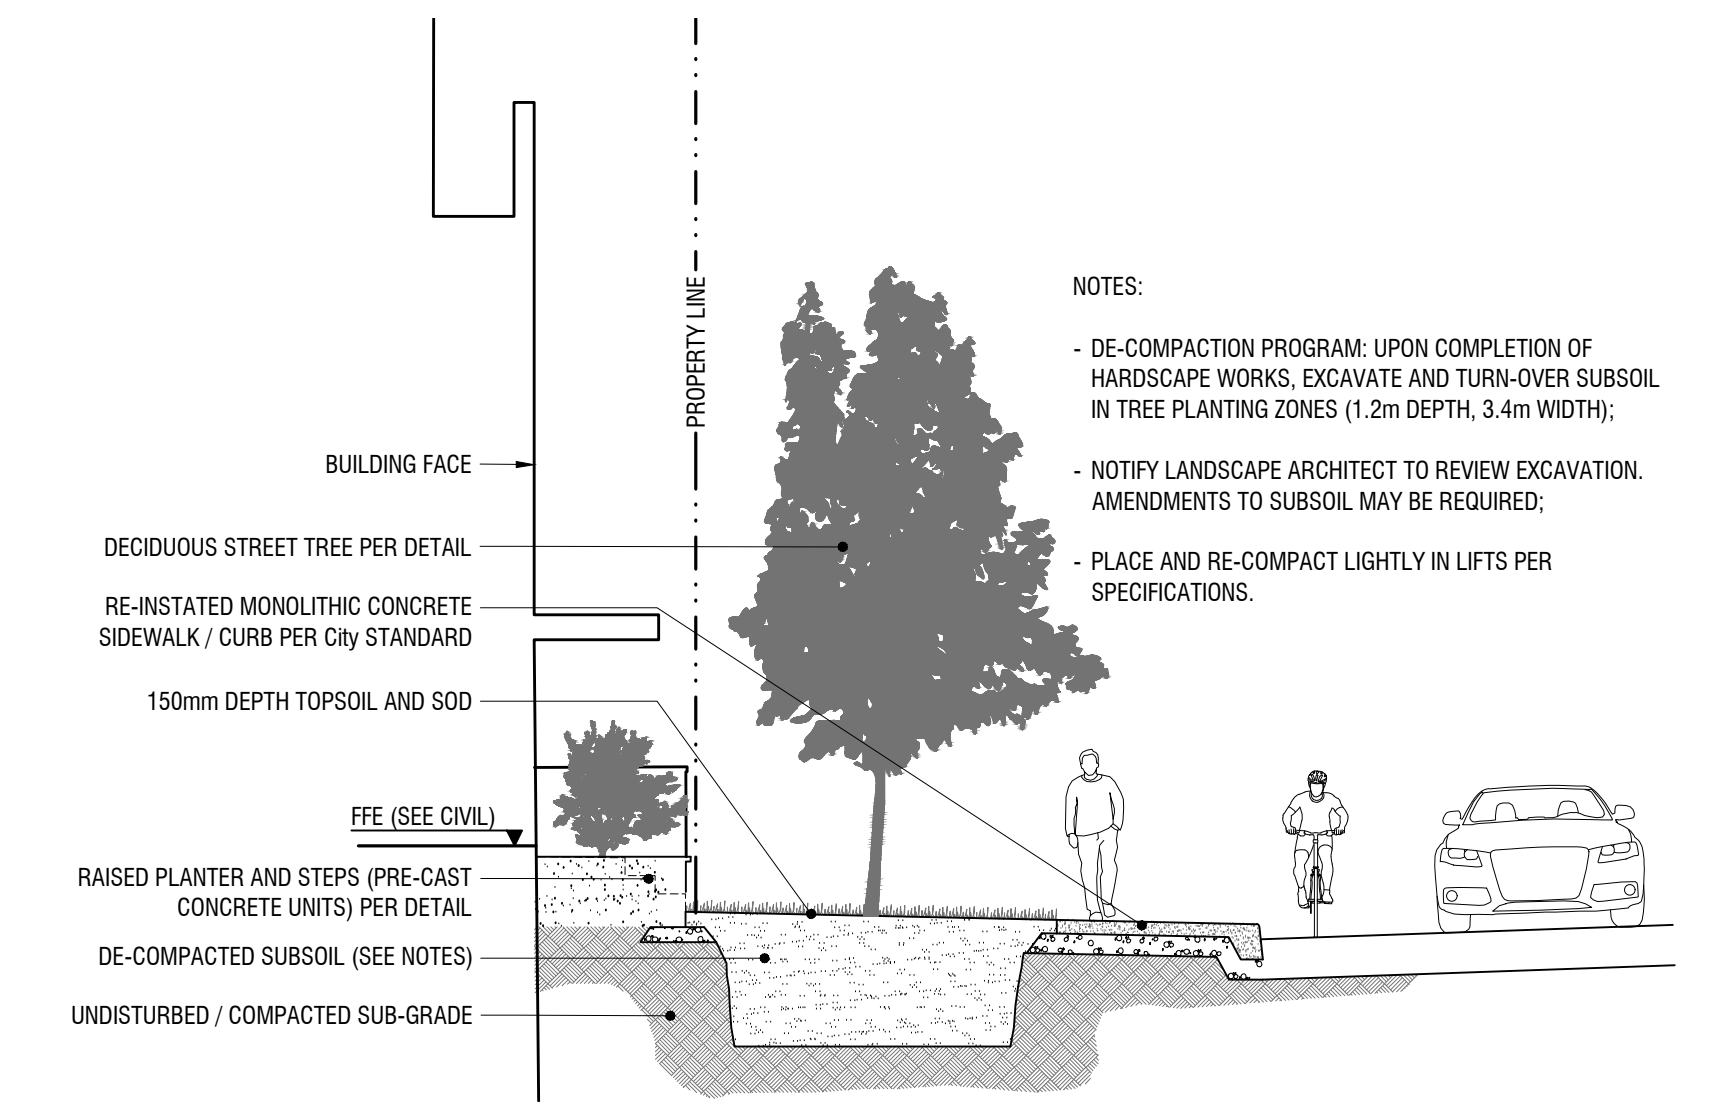 PROPERTY LINE
NOTES:
- DE-COMPACTION PROGRAM: UPON COMPLETION OF
HARDSCAPE WORKS, EXCAVATE AND TURN-OVER SUBSOIL
IN TREE PLANTING ZONES (1.2m DEPTH, 3.4m WIDTH);
- NOTIFY LANDSCAPE ARCHITECT TO REVIEW EXCAVATION.
AMENDMENTS TO SUBSOIL MAY BE REQUIRED;
- PLACE AND RE-COMPACT LIGHTLY IN LIFTS PER
SPECIFICATIONS.
BUILDING FACE
DECIDUOUS STREET TREE PER DETAIL
RE-INSTATED MONOLITHIC CONCRETE
SIDEWALK / CURB PER City STANDARD
150mm DEPTH TOPSOIL AND SOD
FFE (SEE CIVIL)
RAISED PLANTER AND STEPS (PRE-CAST
CONCRETE UNITS) PER DETAIL
DE-COMPACTED SUBSOIL (SEE NOTES)
UNDISTURBED / COMPACTED SUB-GRADE